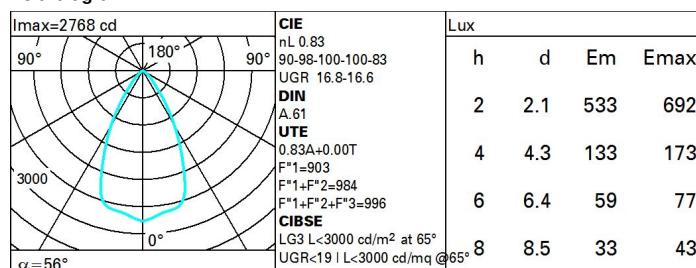 Imax=2768 cd
90° 180° 90°
3000
0°
α=56°
CIE
nL 0.83
90-98-100-100-83
UGR 16.8-16.6
DIN
A.61
UTE
0.83A+0.00T
F"1=903
F"1+F"2=984
F"1+F"2+F"3=996
CIBSE
LG3 L<3000 cd/m² at 65°
UGR<19 | L<3000 cd/mq @65°
Lux
h d Em Emax
2 2.1 533 692
4 4.3 133 173
6 6.4 59 77
8 8.5 33 43